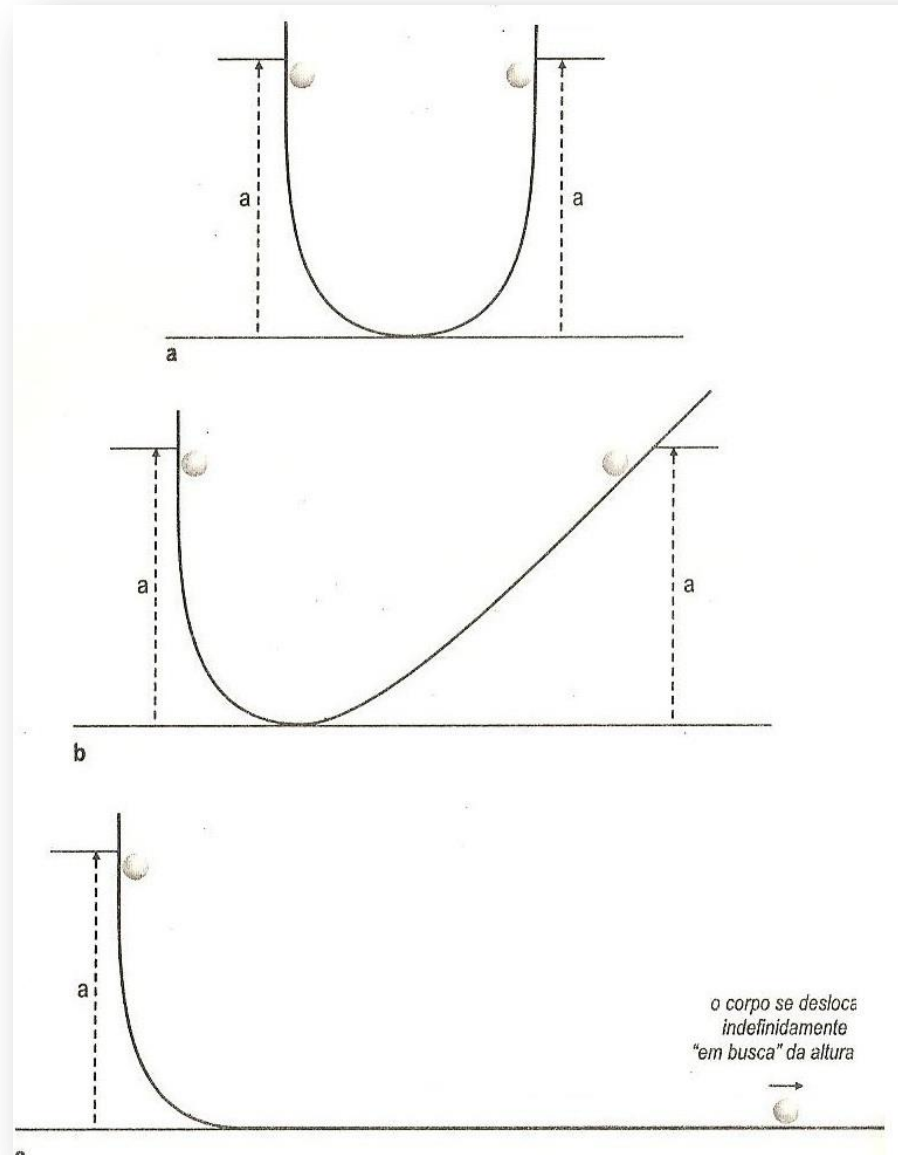 a
a
a
a
a
b
a
o corpo se desloca
indefinidamente
"em busca" da altura